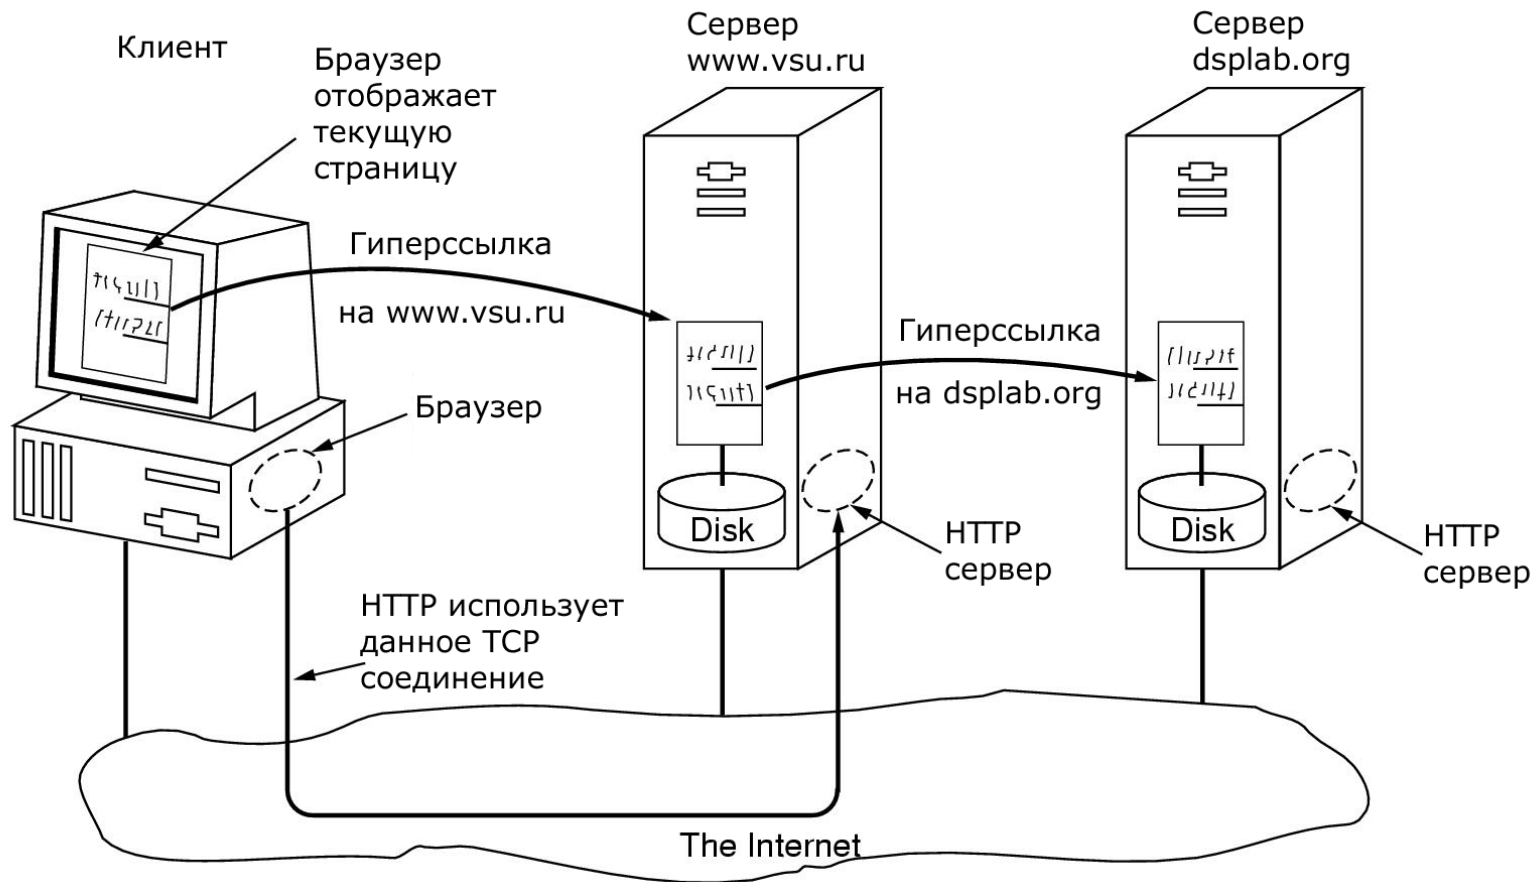 Клиент
Браузер
отображает
текущую
страницу
Сервер
www.vsu.ru
Сервер
dsplab.org
Гиперссылка
на www.vsu.ru
Гиперссылка
на dsplab.org
Браузер
Disk
HTTP
сервер
Disk
HTTP
сервер
HTTP использует
данное TCP
соединение
The Internet